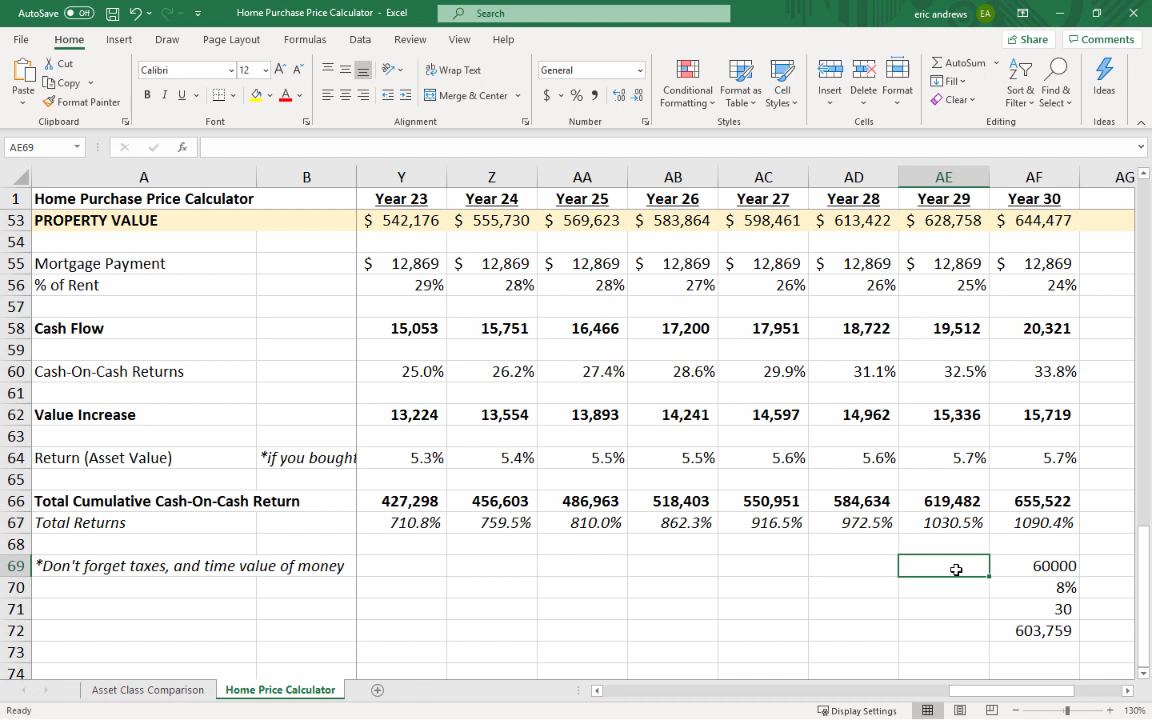 AutoSave Off Home Purchase Price Calculator - Excel Search eric andrews EA
File Home Insert Draw Page Layout Formulas Data Review View Help Share Comments
Paste Cut Copy Format Painter Calibri 12 Wrap Text Merge & Center General Conditional Formatting Format as Table Cell Styles Insert Delete Format AutoSum Fill Clear Sort & Filter Find & Select Ideas
Clipboard Font Alignment Number Styles Cells Editing Ideas
AE69 fx
A B Y Z AA AB AC AD AE AF AG
1 Home Purchase Price Calculator Year 23 Year 24 Year 25 Year 26 Year 27 Year 28 Year 29 Year 30
53 PROPERTY VALUE $ 542,176 $ 555,730 $ 569,623 $ 583,864 $ 598,461 $ 613,422 $ 628,758 $ 644,477
54
55 Mortgage Payment $ 12,869 $ 12,869 $ 12,869 $ 12,869 $ 12,869 $ 12,869 $ 12,869 $ 12,869
56 % of Rent 29% 28% 28% 27% 26% 26% 25% 24%
57
58 Cash Flow 15,053 15,751 16,466 17,200 17,951 18,722 19,512 20,321
59
60 Cash-On-Cash Returns 25.0% 26.2% 27.4% 28.6% 29.9% 31.1% 32.5% 33.8%
61
62 Value Increase 13,224 13,554 13,893 14,241 14,597 14,962 15,336 15,719
63
64 Return (Asset Value) *if you bought 5.3% 5.4% 5.5% 5.5% 5.6% 5.6% 5.7% 5.7%
65
66 Total Cumulative Cash-On-Cash Return 427,298 456,603 486,963 518,403 550,951 584,634 619,482 655,522
67 Total Returns 710.8% 759.5% 810.0% 862.3% 916.5% 972.5% 1030.5% 1090.4%
68
69 *Don't forget taxes, and time value of money 60000
70 8%
71 30
72 603,759
73
74
Asset Class Comparison Home Price Calculator
Ready Display Settings 130%